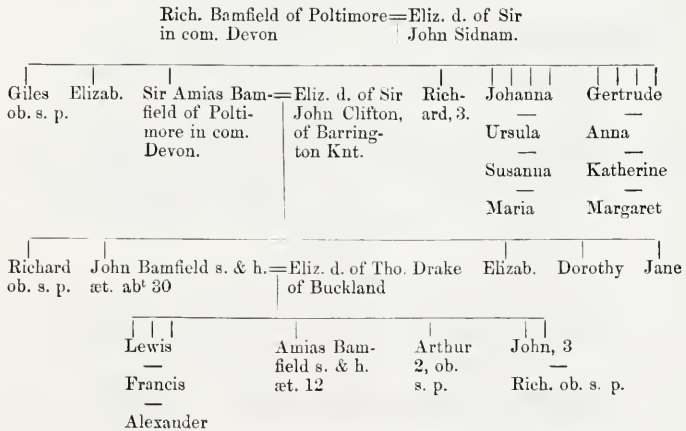 Rich. Bamfield of Poltimore=Eliz. d. of Sir
in com. Devon John Sidnam.
Giles Elizab. Sir Amias Bam-=Eliz. d. of Sir Rich- Johanna Gertrude
ob. s. p. field of Polti- John Clifton, ard, 3. — —
more in com. of Barring- Ursula Anna
Devon. ton Knt. — —
Susanna Katherine
— —
Maria Margaret
Richard John Bamfield s. & h.=Eliz. d. of Tho. Drake Elizab. Dorothy Jane
ob. s. p. æt. abᵗ 30 of Buckland
Lewis Amias Bam- Arthur John, 3
— field s. & h. 2, ob. —
Francis æt. 12 s. p. Rich. ob. s. p.
—
Alexander